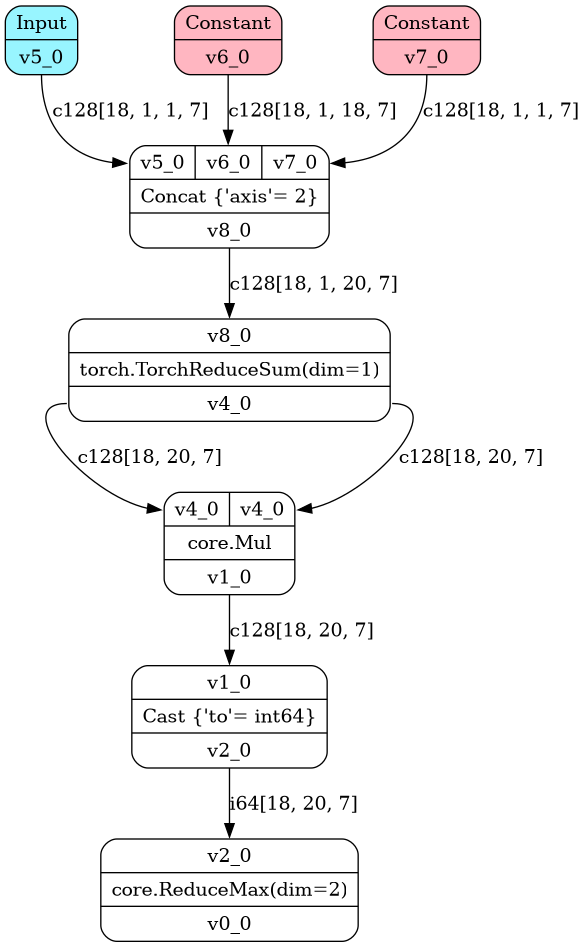 Input
v5_0
Constant
v6_0
Constant
v7_0
c128[18, 1, 1, 7]
c128[18, 1, 18, 7]
c128[18, 1, 1, 7]
v5_0 v6_0 v7_0
Concat {'axis'= 2}
v8_0
c128[18, 1, 20, 7]
v8_0
torch.TorchReduceSum(dim=1)
v4_0
c128[18, 20, 7]
c128[18, 20, 7]
v4_0 v4_0
core.Mul
v1_0
c128[18, 20, 7]
v1_0
Cast {'to'= int64}
v2_0
i64[18, 20, 7]
v2_0
core.ReduceMax(dim=2)
v0_0